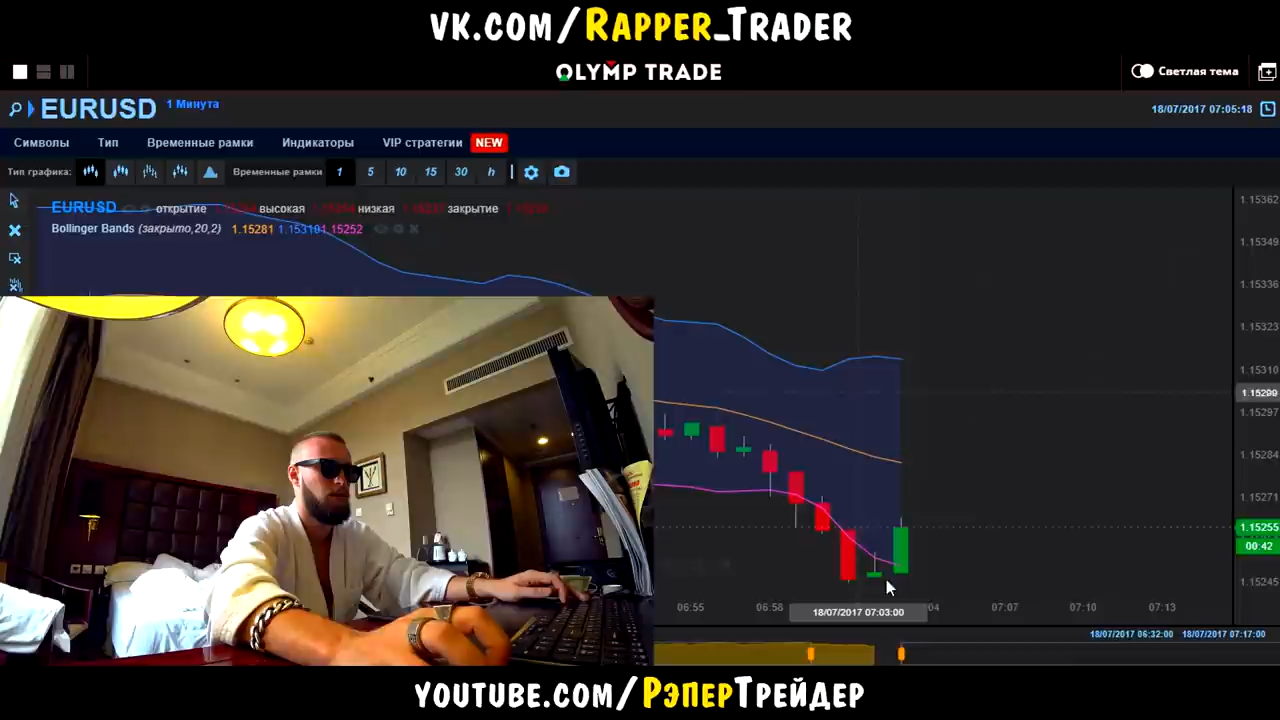 VK.COM/RAPPER_TRADER
OLYMP TRADE
Светлая тема
EURUSD 1 Минута
18/07/2017 07:05:18
Символы Тип Временные рамки Индикаторы VIP стратегии NEW
Тип графика: Временные рамки 1 5 10 15 30 h
EURUSD открытие высокая низкая закрытие
Bollinger Bands (закрыто,20,2) 1.15281 1.15310 1.15252
1.15362
1.15349
1.15336
1.15323
1.15310
1.15297
1.15284
1.15271
1.15255
00:42
1.15245
06:55 06:58 18/07/2017 07:03:00 04 07:07 07:10 07:13
18/07/2017 06:32:00 18/07/2017 07:17:00
YOUTUBE.COM/РЭПЕРТРЕЙДЕР